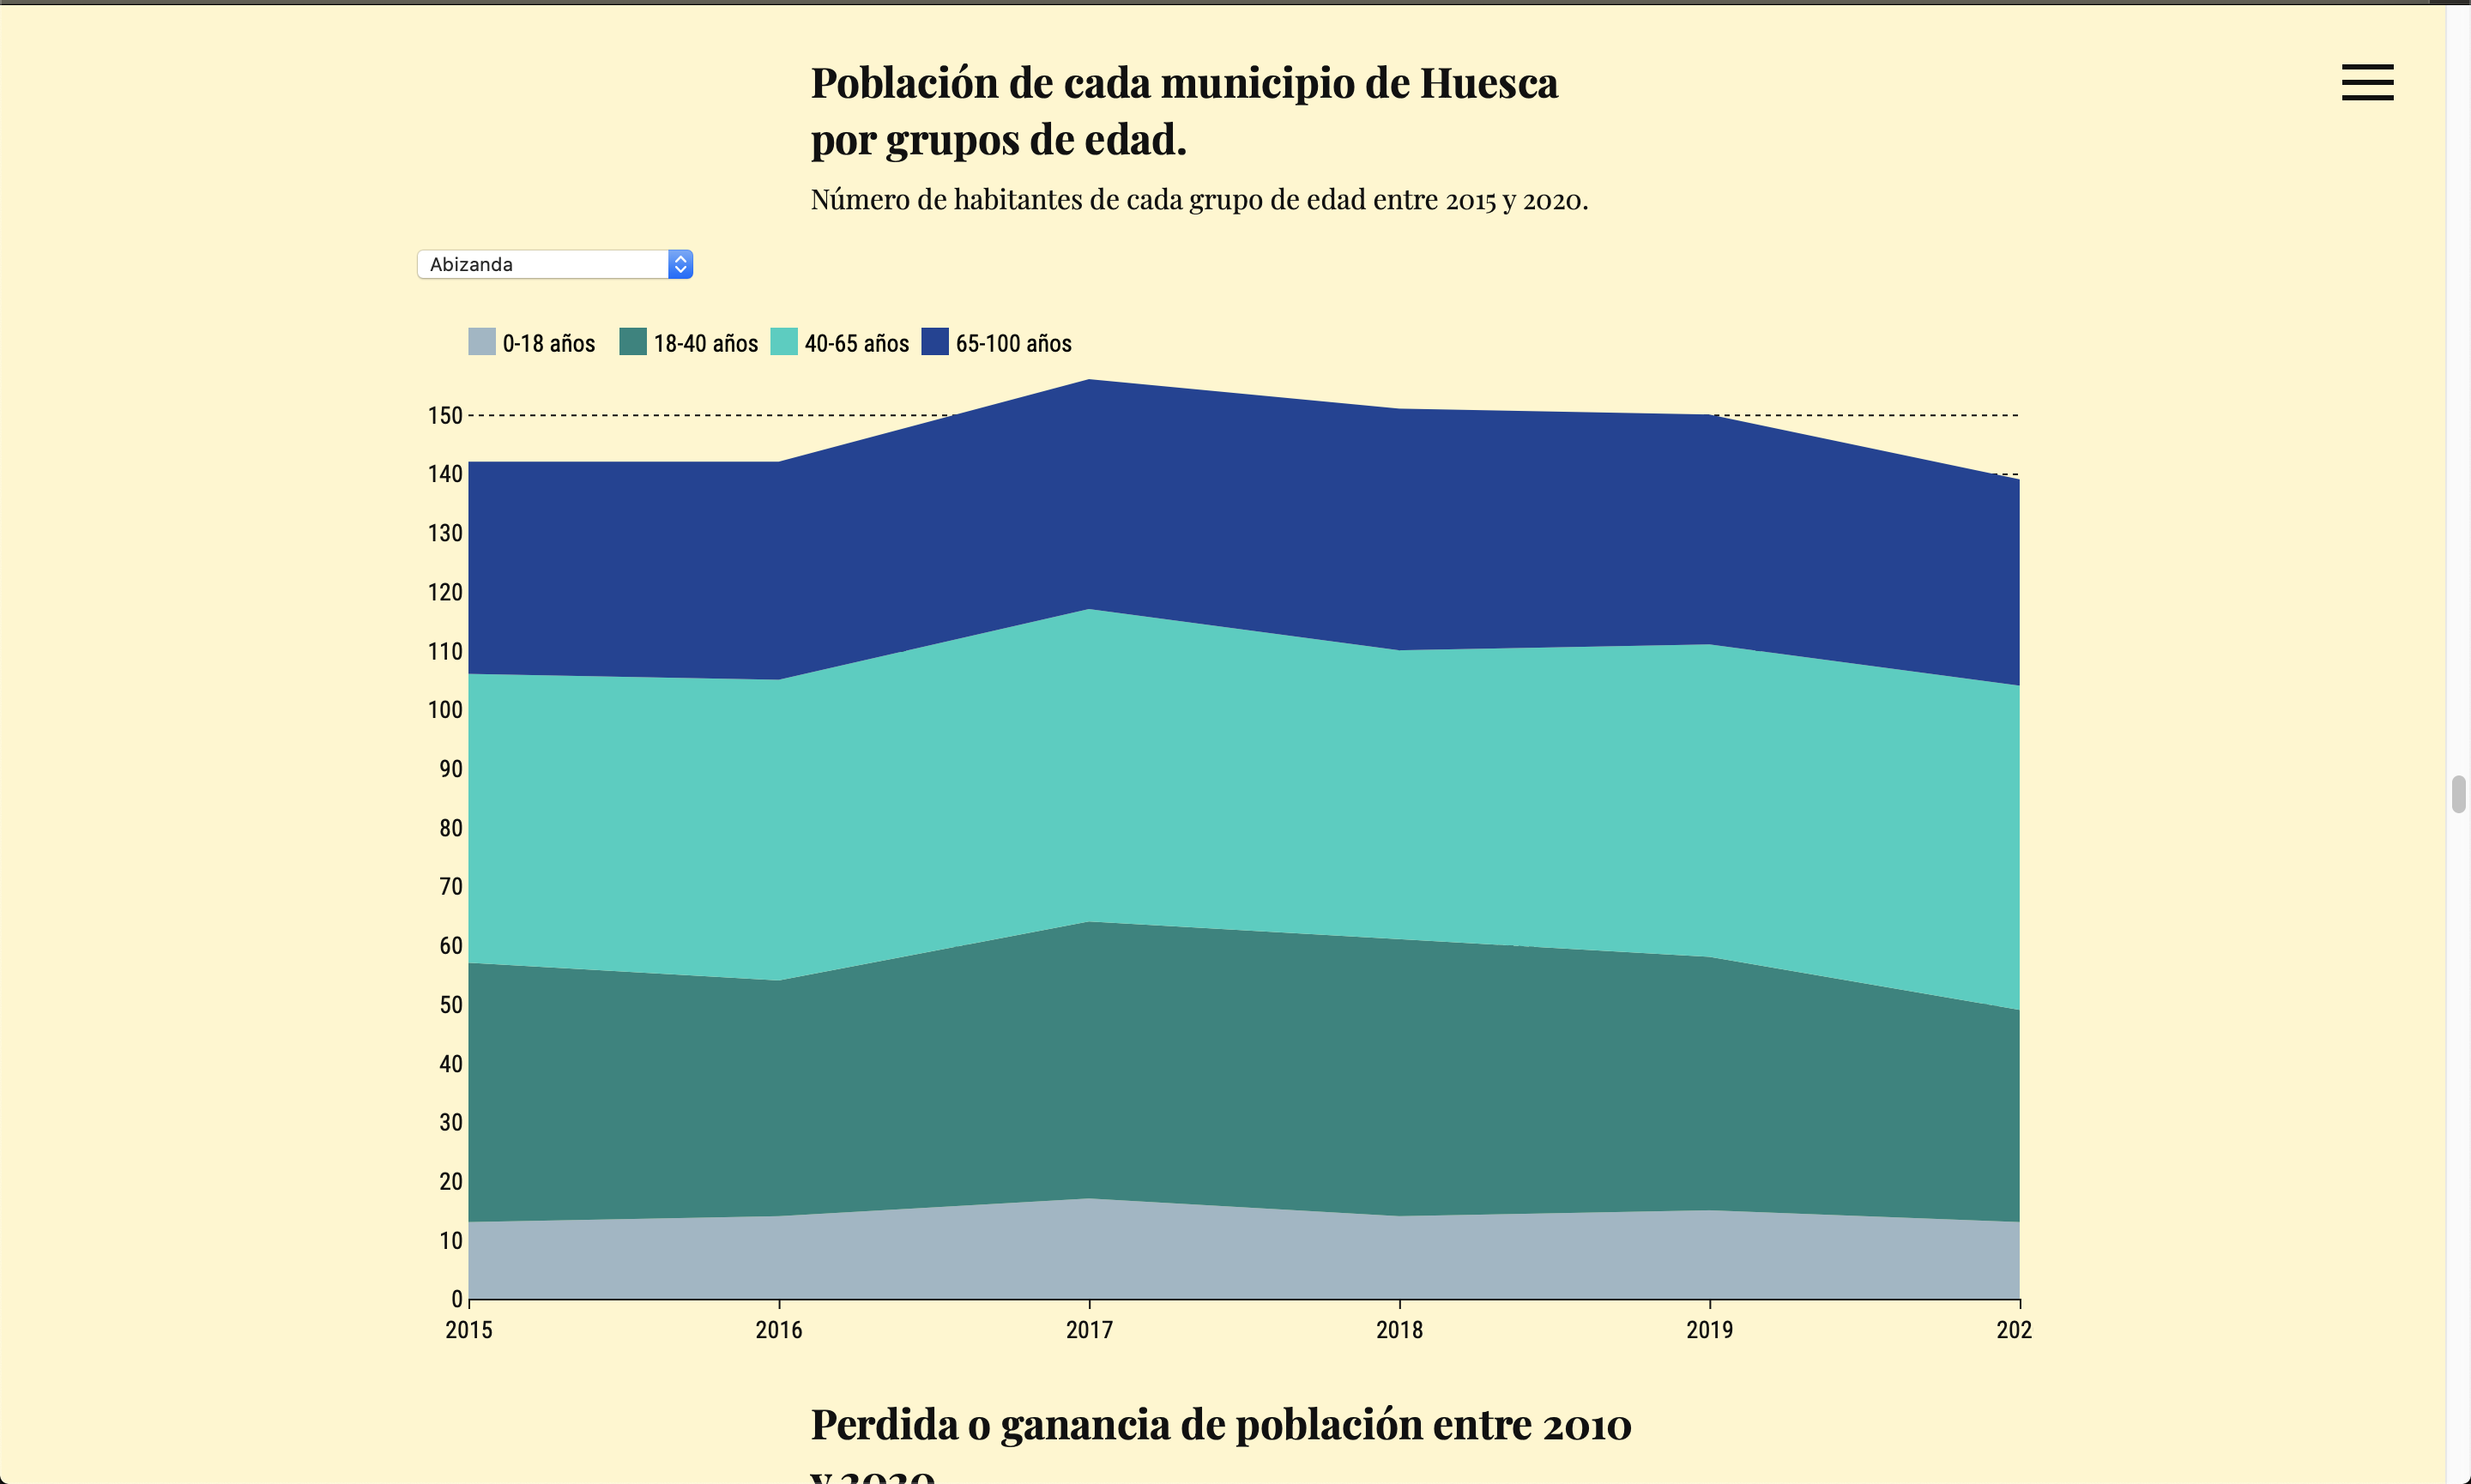 Población de cada municipio de Huesca
por grupos de edad.
Número de habitantes de cada grupo de edad entre 2015 y 2020.
Abizanda
0-18 años 18-40 años 40-65 años 65-100 años
150
140
130
120
110
100
90
80
70
60
50
40
30
20
10
0
2015 2016 2017 2018 2019 202
Perdida o ganancia de población entre 2010
y 2020